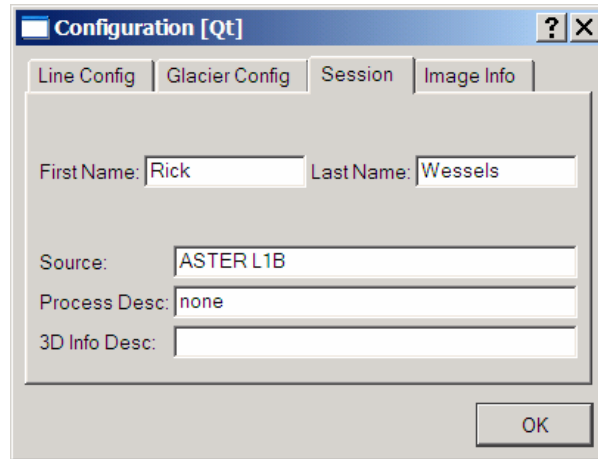 Configuration [Qt] ? X
Line Config Glacier Config Session Image Info
First Name: Rick Last Name: Wessels
Source: ASTER L1B
Process Desc: none
3D Info Desc:
OK